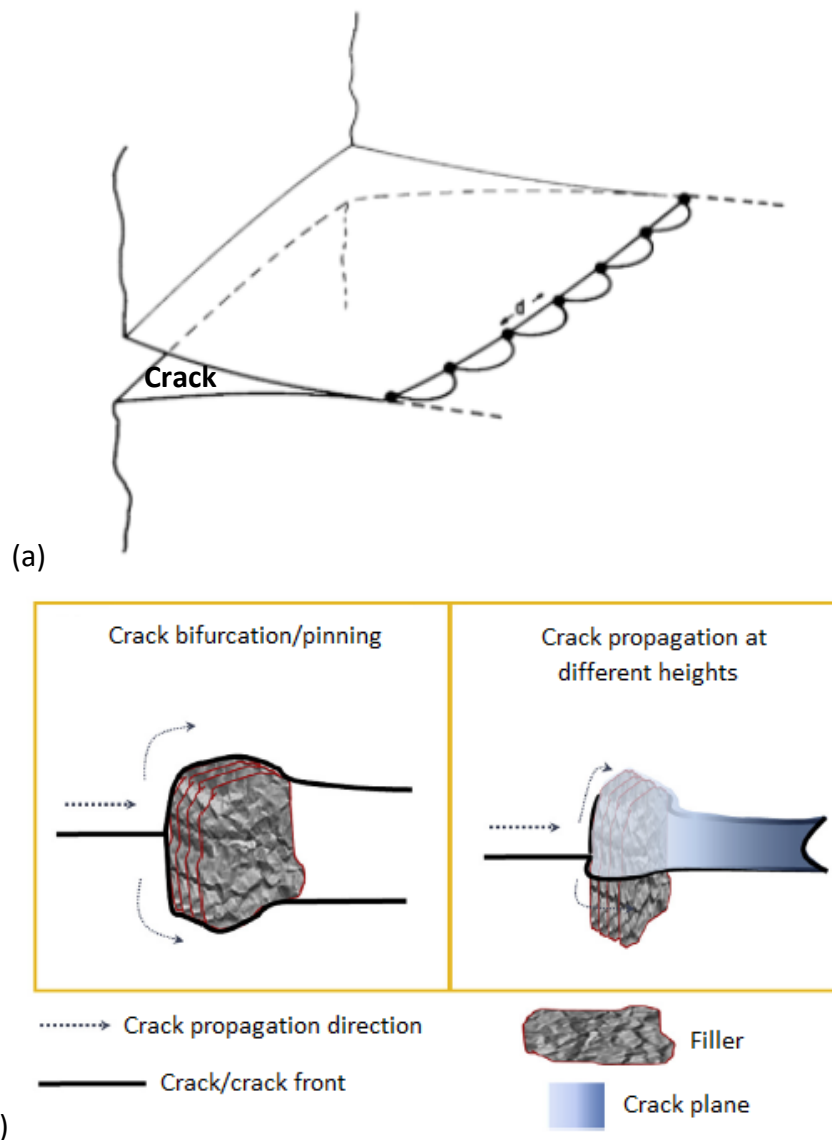 d
Crack
(a)
Crack bifurcation/pinning
Crack propagation at
different heights
Crack propagation direction
Filler
Crack/crack front
Crack plane
)